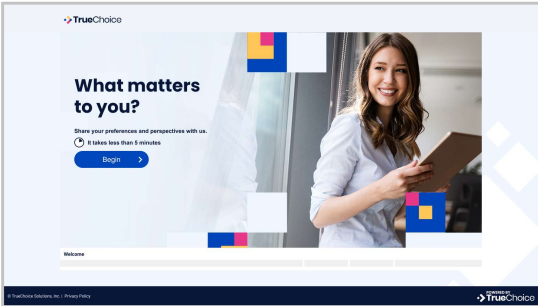 TrueChoice
What matters
to you?
Share your preferences and perspectives with us.
It takes less than 5 minutes
Begin
Welcome
© TrueChoice Solutions, Inc. | Privacy Policy
POWERED BY
TrueChoice